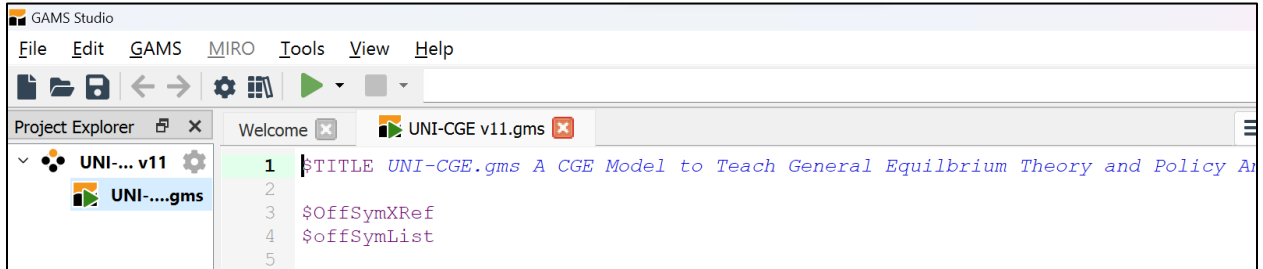 GAMS Studio
File Edit GAMS MIRO Tools View Help
Project Explorer
Welcome UNI-CGE v11.gms
UNI-... v11
UNI-....gms
1 $TITLE UNI-CGE.gms A CGE Model to Teach General Equilbrium Theory and Policy
2
3 $OffSymXRef
4 $offSymList
5